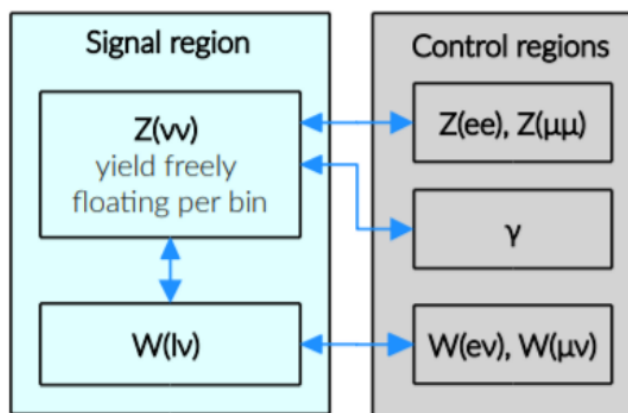 Signal region
Z(νν)
yield freely
floating per bin
W(lν)
Control regions
Z(ee), Z(μμ)
γ
W(eν), W(μν)